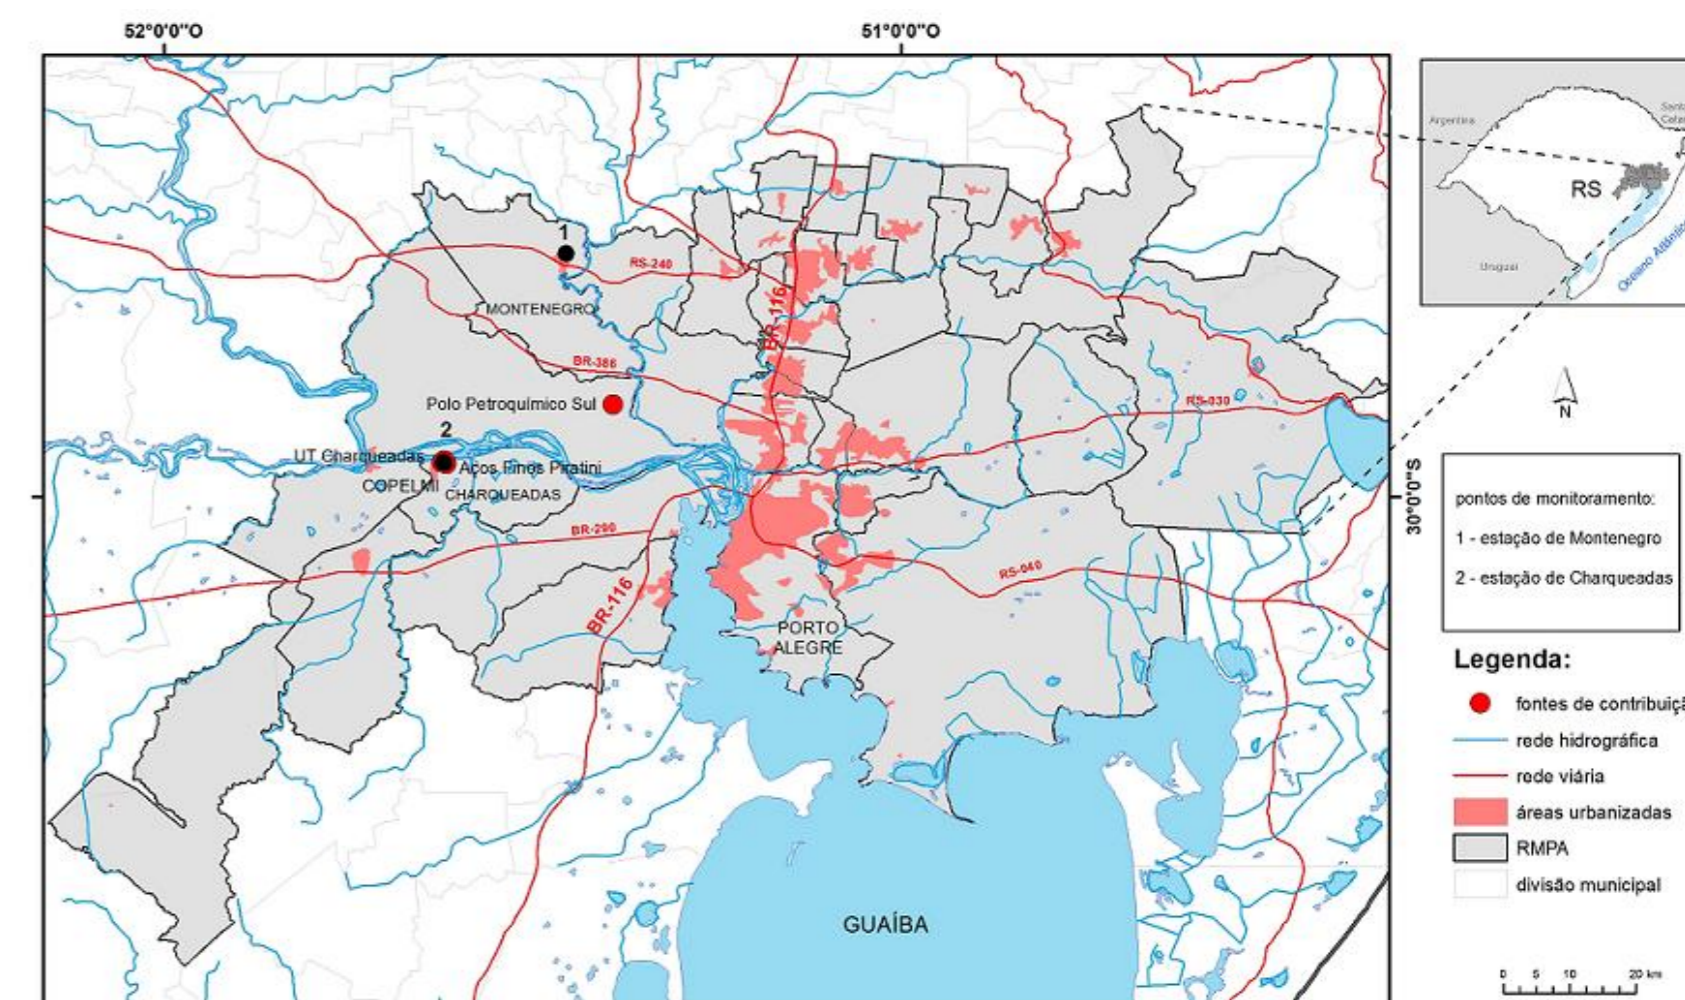 52°0'0"O
51°0'0"O
Argentina
RS
Uruguai
Oceano Atlântico
N
30°0'0"S
1
RS-240
MONTENEGRO
BR-116
BR-386
Polo Petroquímico Sul
RS-030
2
UT Charqueadas
Aços Finos Piratini
COPELMI
CHARQUEADAS
BR-290
RS-040
BR-116
PORTO
ALEGRE
GUAÍBA
pontos de monitoramento:
1 - estação de Montenegro
2 - estação de Charqueadas
Legenda:
fontes de
rede hidrográfica
rede viária
áreas urbanizadas
RMPA
divisão municipal
0 5 10 20 km